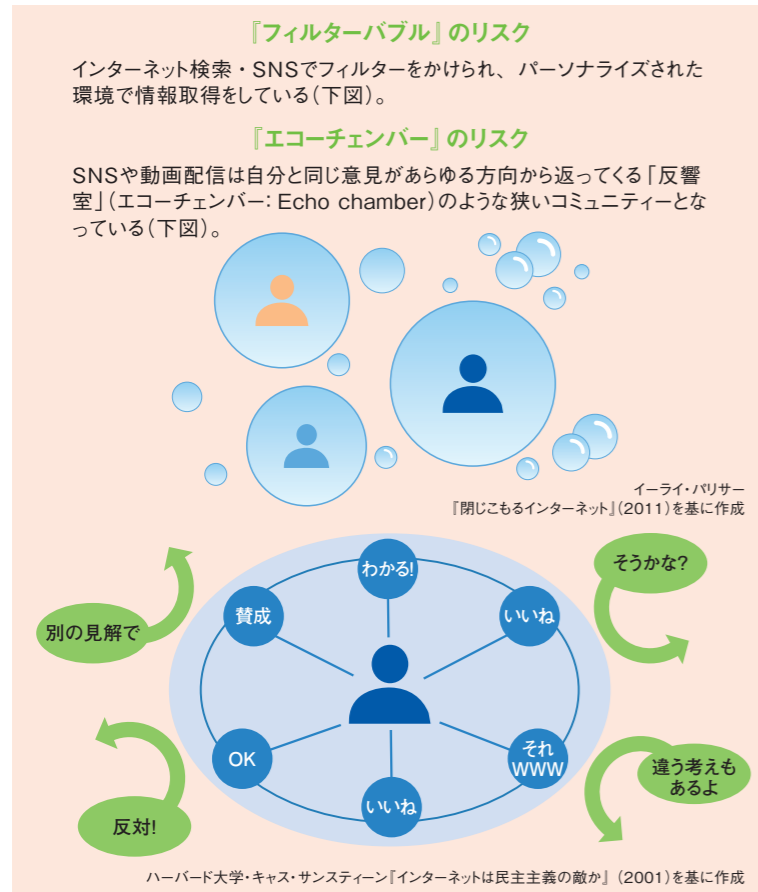 『フィルターバブル』のリスク
インターネット検索・SNSでフィルターをかけられ、パーソナライズされた
環境で情報取得をしている(下図)。
『エコーチェンバー』のリスク
SNSや動画配信は自分と同じ意見があらゆる方向から返ってくる「反響
室」(エコーチェンバー: Echo chamber)のような狭いコミュニティーとな
っている(下図)。
イーライ・パリサー
『閉じこもるインターネット』(2011)を基に作成
わかる!
そうかな?
賛成
いいね
別の見解で
OK
それ
WWW
違う考えも
あるよ
いいね
反対!
ハーバード大学・キャス・サンスティーン『インターネットは民主主義の敵か』(2001)を基に作成